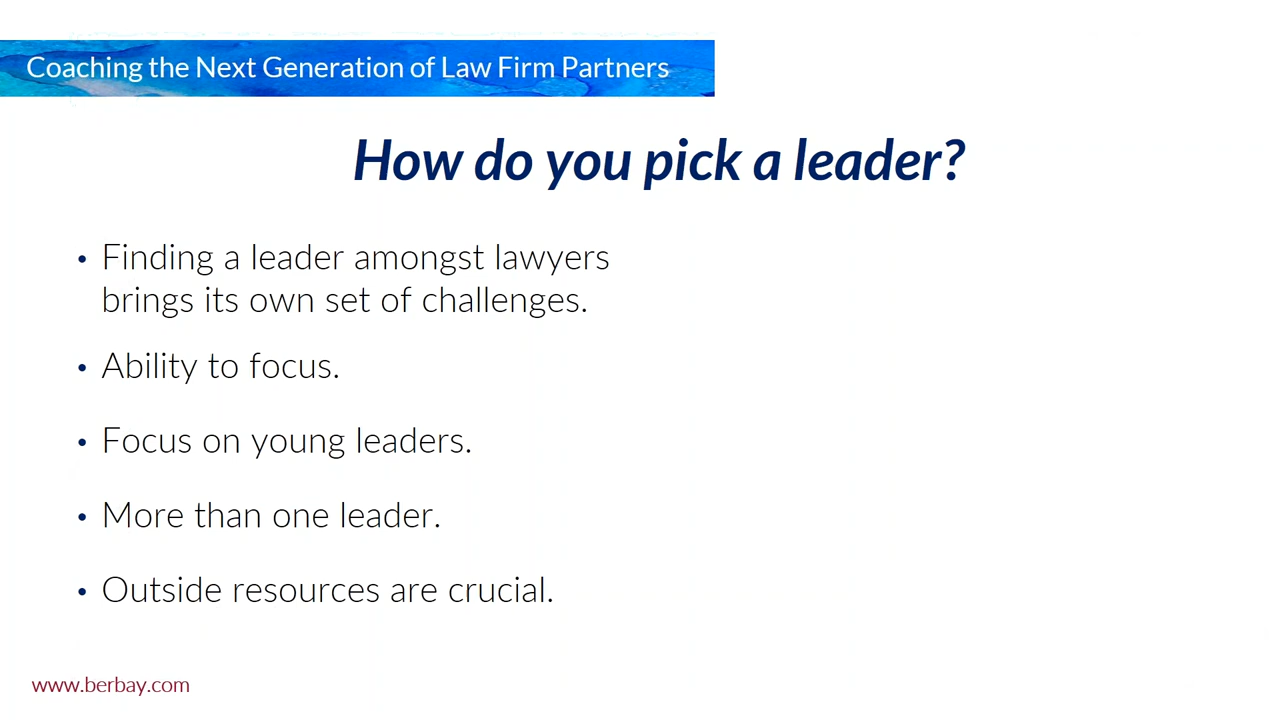 Coaching the Next Generation of Law Firm Partners
How do you pick a leader?
• Finding a leader amongst lawyers
brings its own set of challenges.
• Ability to focus.
• Focus on young leaders.
• More than one leader.
• Outside resources are crucial.
www.berbay.com